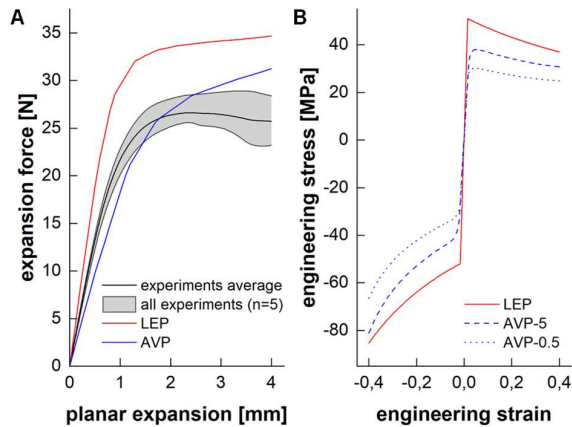 A
expansion force [N]
35
30
25
20
15
10
5
0
0
1
2
3
4
planar expansion [mm]
experiments average
all experiments (n=5)
LEP
AVP
B
engineering stress [MPa]
40
20
0
-20
-40
-60
-80
-0,4
-0,2
0,0
0,2
0,4
engineering strain
LEP
AVP-5
AVP-0.5